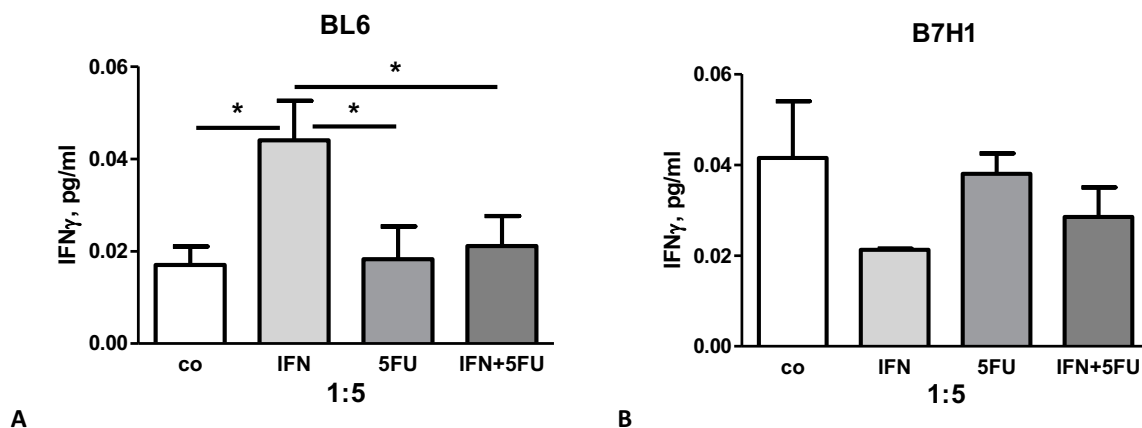 BL6
0.06
0.04
0.02
0.00
IFNγ, pg/ml
*
*
*
co IFN 5FU IFN+5FU
1:5
A
B7H1
0.06
0.04
0.02
0.00
IFNγ, pg/ml
co IFN 5FU IFN+5FU
1:5
B